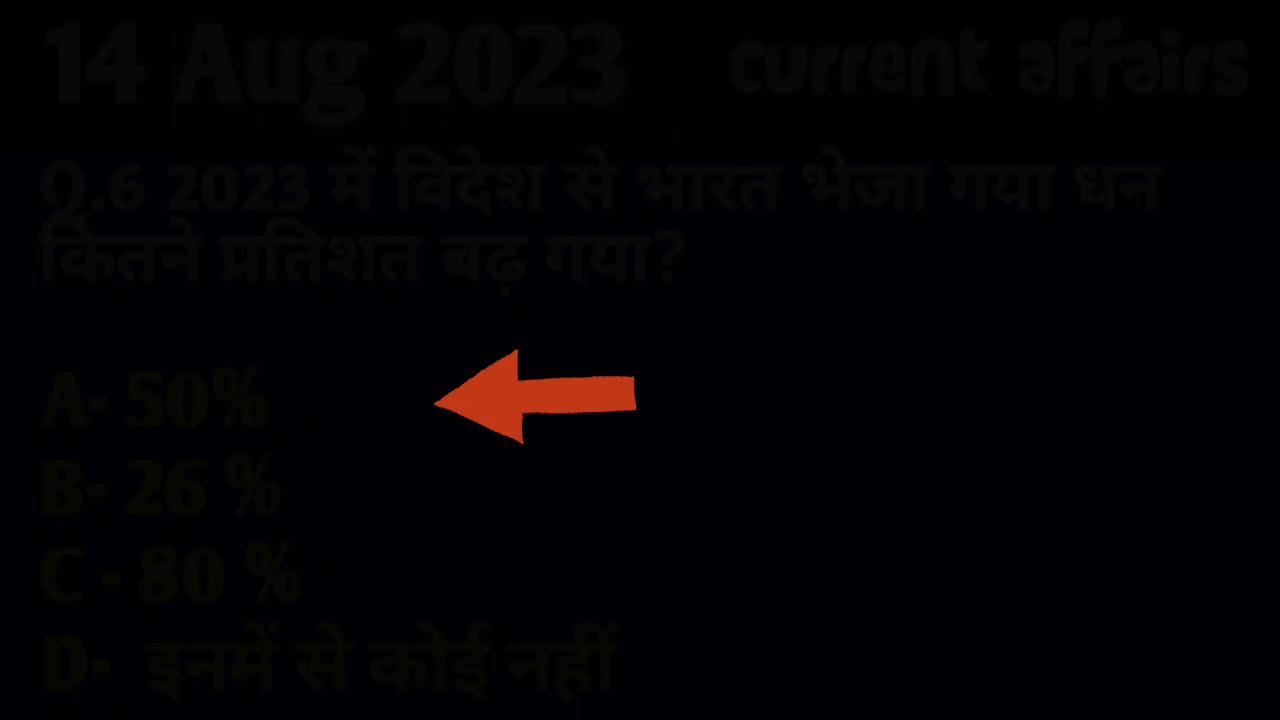 14 Aug 2023 current affairs
Q.6 2023 में विदेश से भारत भेजा गया धन
कितने प्रतिशत बढ़ गया?
A- 50%
B- 26 %
C - 80 %
D- इनमें से कोई नहीं